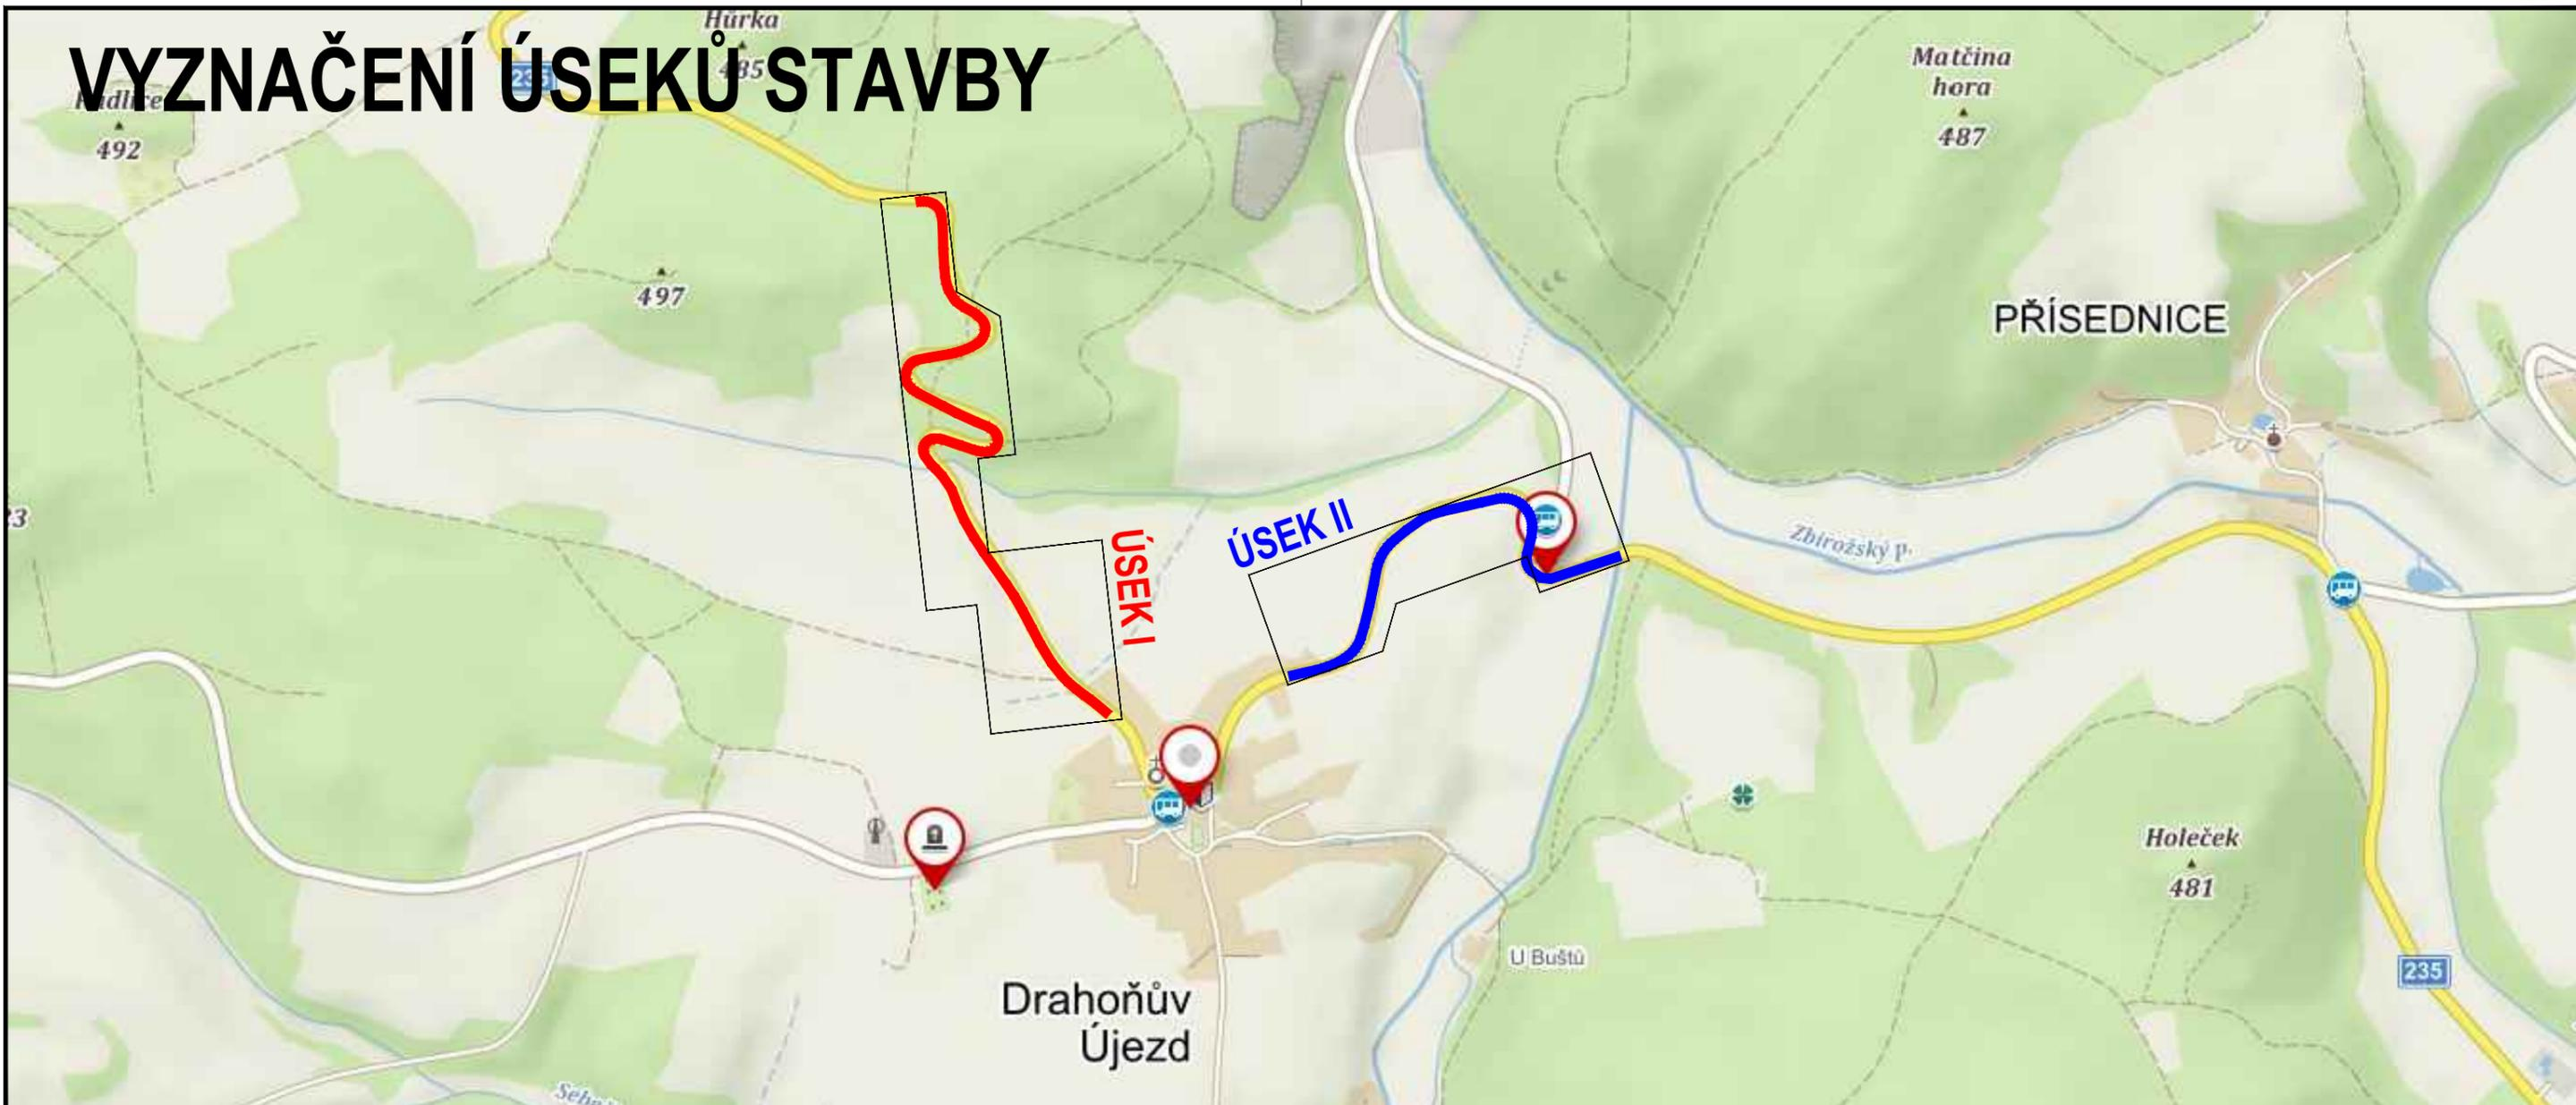 Hůrka
485
VYZNAČENÍ ÚSEKŮ STAVBY
235
492
Matčina
hora
487
497
PŘÍSEDNICE
ÚSEK I
ÚSEK II
Zbirožský p.
Holeček
481
235
U Buštů
Drahoňův
Újezd